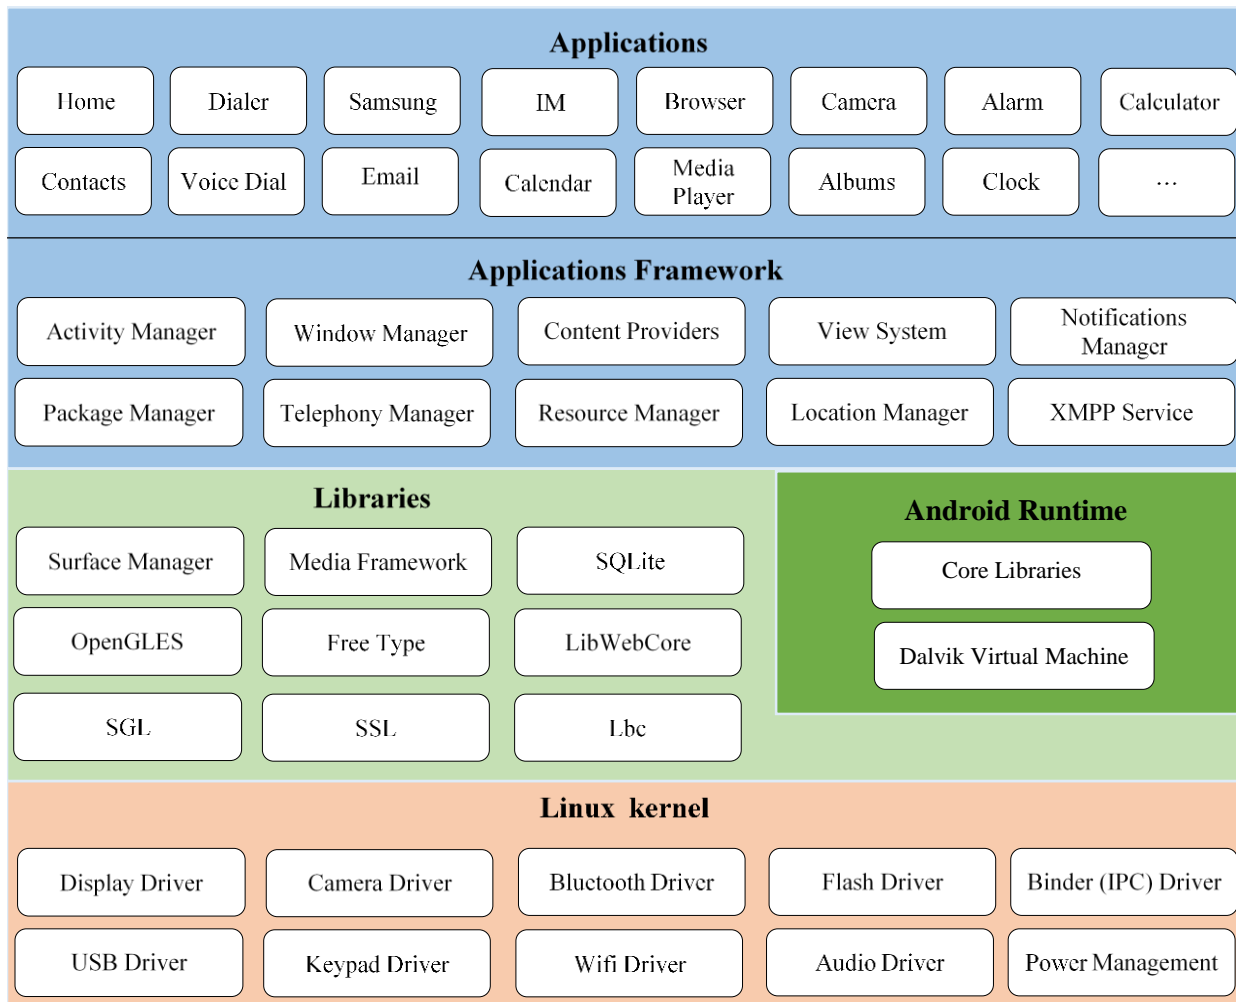 Applications
Home
Dialer
Samsung
IM
Browser
Camera
Alarm
Calculator
Contacts
Voice Dial
Email
Calendar
Media
Player
Albums
Clock
...
Applications Framework
Activity Manager
Window Manager
Content Providers
View System
Notifications
Manager
Package Manager
Telephony Manager
Resource Manager
Location Manager
XMPP Service
Libraries
Surface Manager
Media Framework
SQLite
OpenGLES
Free Type
LibWebCore
SGL
SSL
Lbc
Android Runtime
Core Libraries
Dalvik Virtual Machine
Linux kernel
Display Driver
Camera Driver
Bluetooth Driver
Flash Driver
Binder (IPC) Driver
USB Driver
Keypad Driver
Wifi Driver
Audio Driver
Power Management